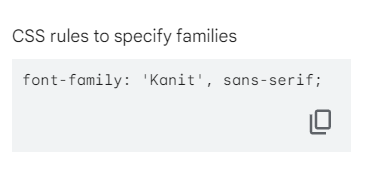 CSS rules to specify families
font-family: 'Kanit', sans-serif;